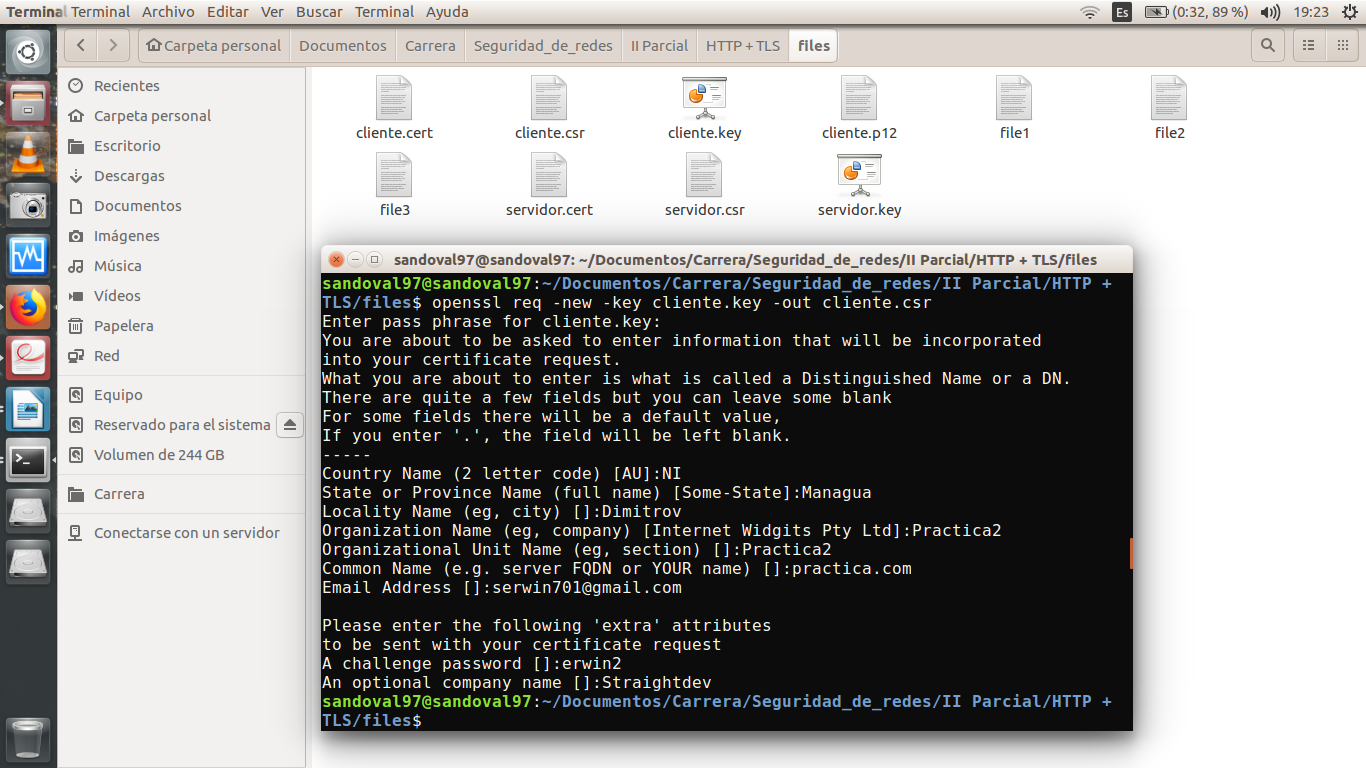 Terminal Terminal Archivo Editar Ver Buscar Terminal Ayuda
Es (0:32, 89 %) 19:23
Carpeta personal Documentos Carrera Seguridad_de_redes II Parcial HTTP + TLS files
Recientes
Carpeta personal
Escritorio
Descargas
Documentos
Imágenes
Música
Vídeos
Papelera
Red
Equipo
Reservado para el sistema
Volumen de 244 GB
Carrera
Conectarse con un servidor
cliente.cert cliente.csr cliente.key cliente.p12 file1 file2
file3 servidor.cert servidor.csr servidor.key
sandoval97@sandoval97: ~/Documentos/Carrera/Seguridad_de_redes/II Parcial/HTTP + TLS/files
sandoval97@sandoval97:~/Documentos/Carrera/Seguridad_de_redes/II Parcial/HTTP +
TLS/files$ openssl req -new -key cliente.key -out cliente.csr
Enter pass phrase for cliente.key:
You are about to be asked to enter information that will be incorporated
into your certificate request.
What you are about to enter is what is called a Distinguished Name or a DN.
There are quite a few fields but you can leave some blank
For some fields there will be a default value,
If you enter '.', the field will be left blank.
-----
Country Name (2 letter code) [AU]:NI
State or Province Name (full name) [Some-State]:Managua
Locality Name (eg, city) []:Dimitrov
Organization Name (eg, company) [Internet Widgits Pty Ltd]:Practica2
Organizational Unit Name (eg, section) []:Practica2
Common Name (e.g. server FQDN or YOUR name) []:practica.com
Email Address []:serwin701@gmail.com
Please enter the following 'extra' attributes
to be sent with your certificate request
A challenge password []:erwin2
An optional company name []:Straightdev
sandoval97@sandoval97:~/Documentos/Carrera/Seguridad_de_redes/II Parcial/HTTP +
TLS/files$